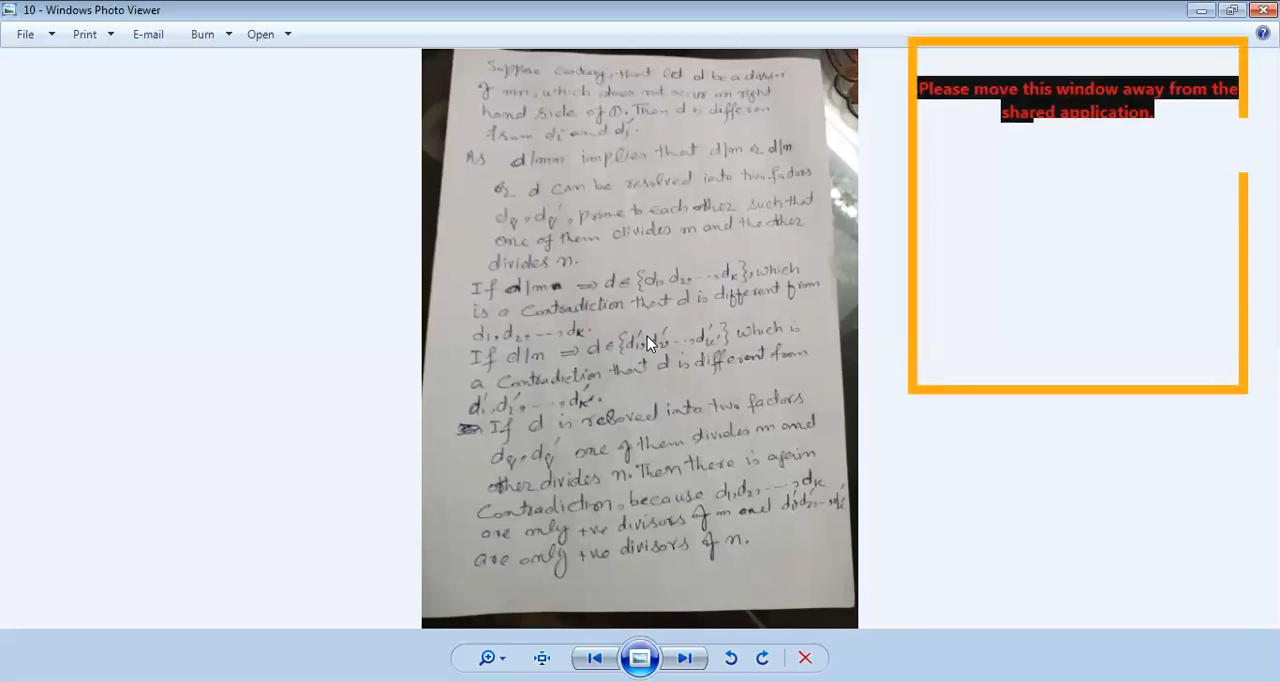 10 - Windows Photo Viewer
File Print E-mail Burn Open
Please move this window away from the
shared application.
Suppose contrary, that let d be a divisor
of mn, which does not occur on right
hand side of ①. Then d is different
from di and di'.
As d/mn implies that d/m or d/n
or d can be resolved into two factors
dq, dq', prime to each other such that
one of them divides m and the other
divides n.
If d/m ⇒ d ∈ {d1, d2, ..., dk}, which
is a contradiction that d is different from
d1, d2, ..., dk.
If d/n ⇒ d ∈ {d1', d2', ..., dk'} which is
a contradiction that d is different from
d1', d2', ..., dk'.
If d is resolved into two factors
dq, dq' one of them divides m and
other divides n. Then there is again
contradiction, because d1, d2, ..., dk
are only +ve divisors of m and d1', d2', ..., dk'
are only +ve divisors of n.